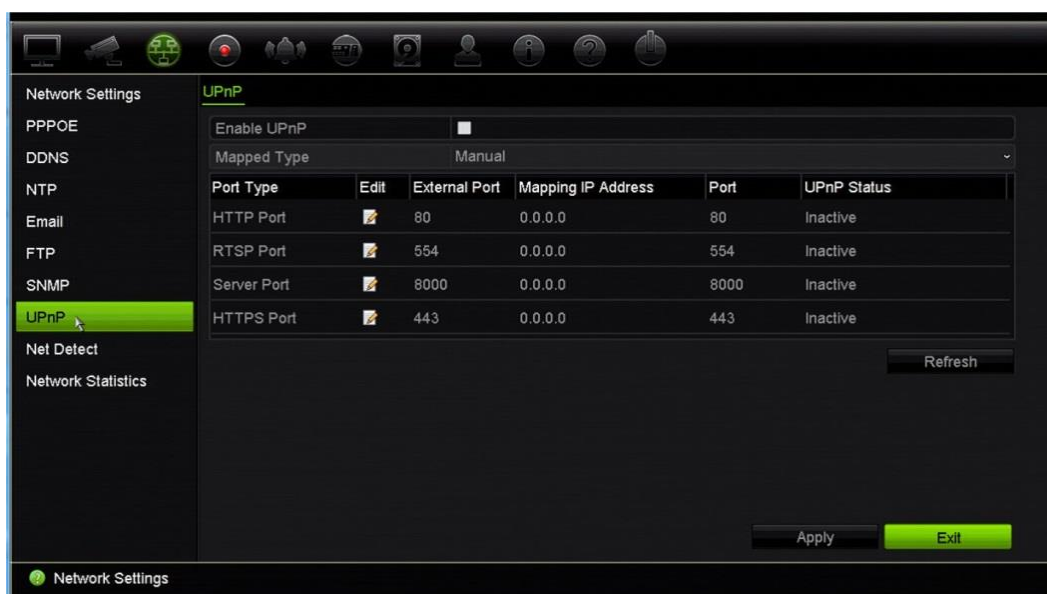 Network Settings
UPnP
PPPOE
Enable UPnP
DDNS
Mapped Type Manual
NTP
Port Type Edit External Port Mapping IP Address Port UPnP Status
Email
HTTP Port 80 0.0.0.0 80 Inactive
FTP
RTSP Port 554 0.0.0.0 554 Inactive
SNMP
Server Port 8000 0.0.0.0 8000 Inactive
UPnP
HTTPS Port 443 0.0.0.0 443 Inactive
Net Detect
Refresh
Network Statistics
Apply Exit
Network Settings